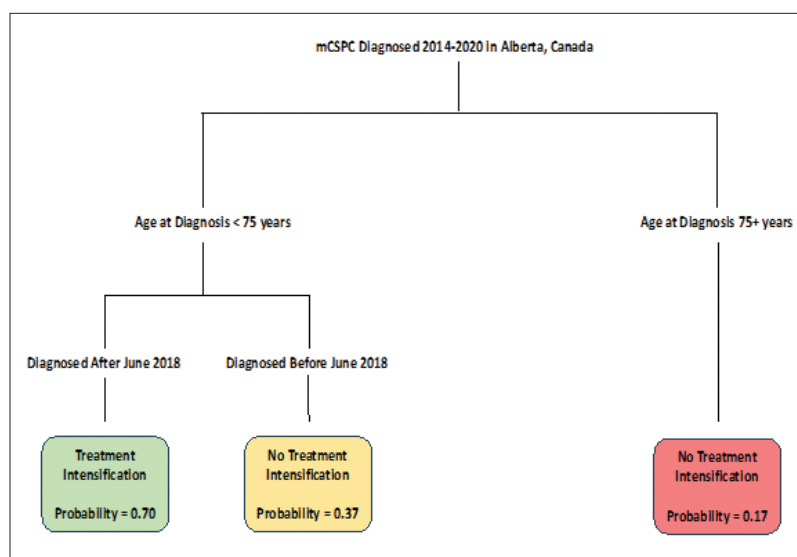 mCSPC Diagnosed 2014-2020 in Alberta, Canada
Age at Diagnosis < 75 years
Age at Diagnosis 75+ years
Diagnosed After June 2018
Diagnosed Before June 2018
Treatment
Intensification
Probability = 0.70
No Treatment
Intensification
Probability = 0.37
No Treatment
Intensification
Probability = 0.17